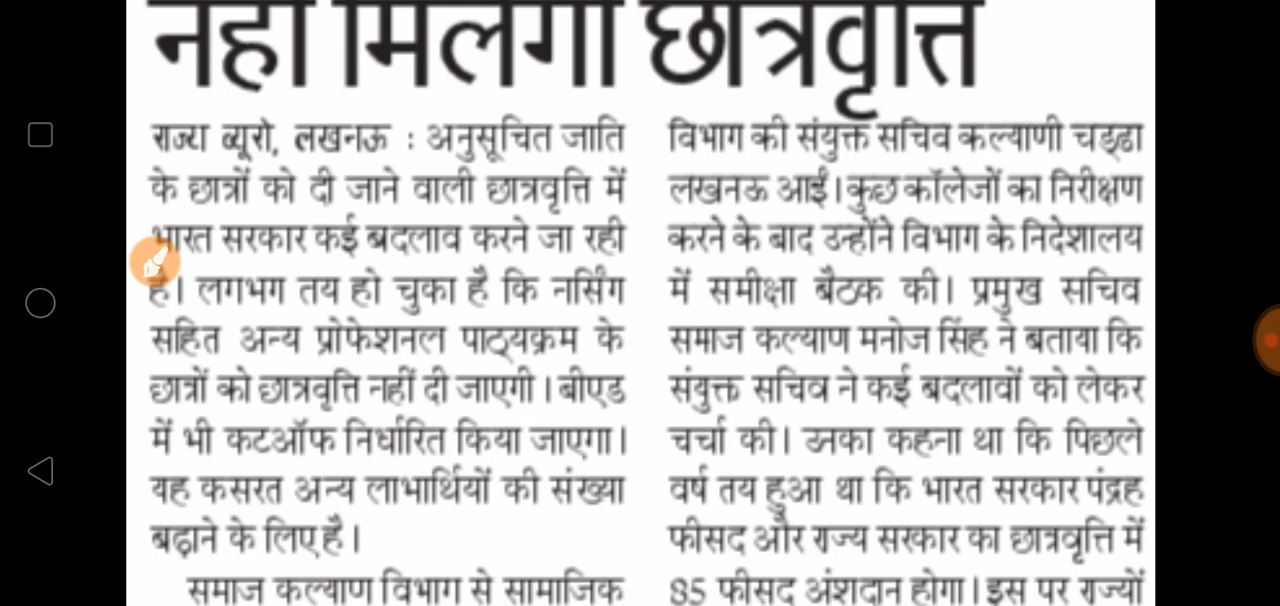 नहीं मिलेगी छात्रवृत्ति
राज्य ब्यूरो, लखनऊ : अनुसूचित जाति
के छात्रों को दी जाने वाली छात्रवृत्ति में
भारत सरकार कई बदलाव करने जा रही
है। लगभग तय हो चुका है कि नर्सिंग
सहित अन्य प्रोफेशनल पाठ्यक्रम के
छात्रों को छात्रवृत्ति नहीं दी जाएगी। बीएड
में भी कटऑफ निर्धारित किया जाएगा।
यह कसरत अन्य लाभार्थियों की संख्या
बढ़ाने के लिए है।
समाज कल्याण विभाग से सामाजिक
विभाग की संयुक्त सचिव कल्याणी चड्ढा
लखनऊ आईं। कुछ कॉलेजों का निरीक्षण
करने के बाद उन्होंने विभाग के निदेशालय
में समीक्षा बैठक की। प्रमुख सचिव
समाज कल्याण मनोज सिंह ने बताया कि
संयुक्त सचिव ने कई बदलावों को लेकर
चर्चा की। उनका कहना था कि पिछले
वर्ष तय हुआ था कि भारत सरकार पंद्रह
फीसद और राज्य सरकार का छात्रवृत्ति में
85 फीसद अंशदान होगा। इस पर राज्यों